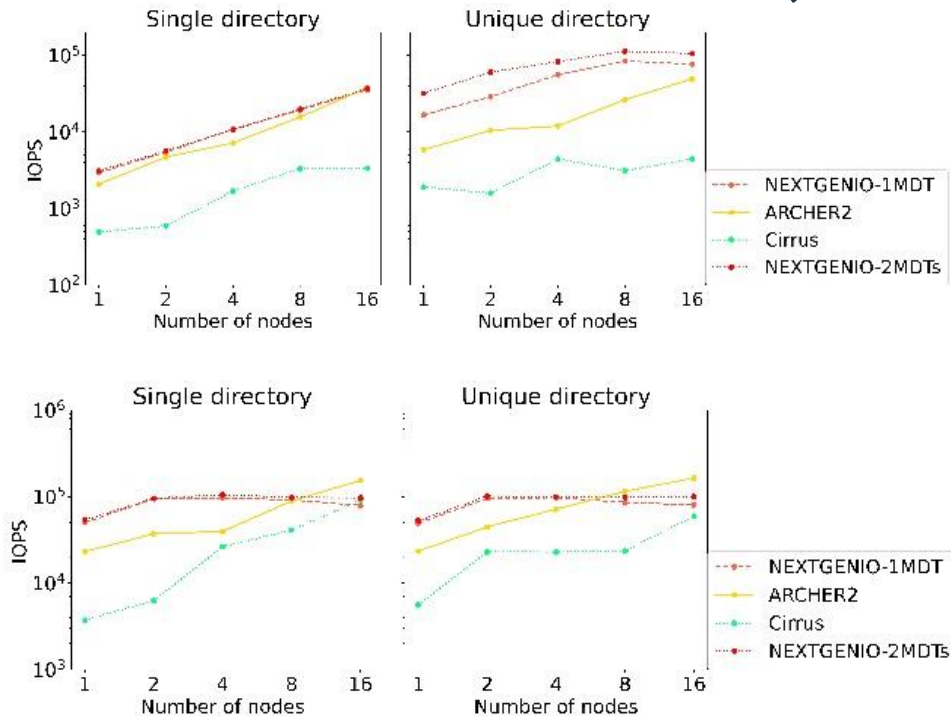 Single directory
Unique directory
IOPS
10^5
10^4
10^3
10^2
1 2 4 8 16
Number of nodes
1 2 4 8 16
Number of nodes
NEXTGENIO-1MDT
ARCHER2
Cirrus
NEXTGENIO-2MDTs
Single directory
Unique directory
IOPS
10^6
10^5
10^4
10^3
1 2 4 8 16
Number of nodes
1 2 4 8 16
Number of nodes
NEXTGENIO-1MDT
ARCHER2
Cirrus
NEXTGENIO-2MDTs